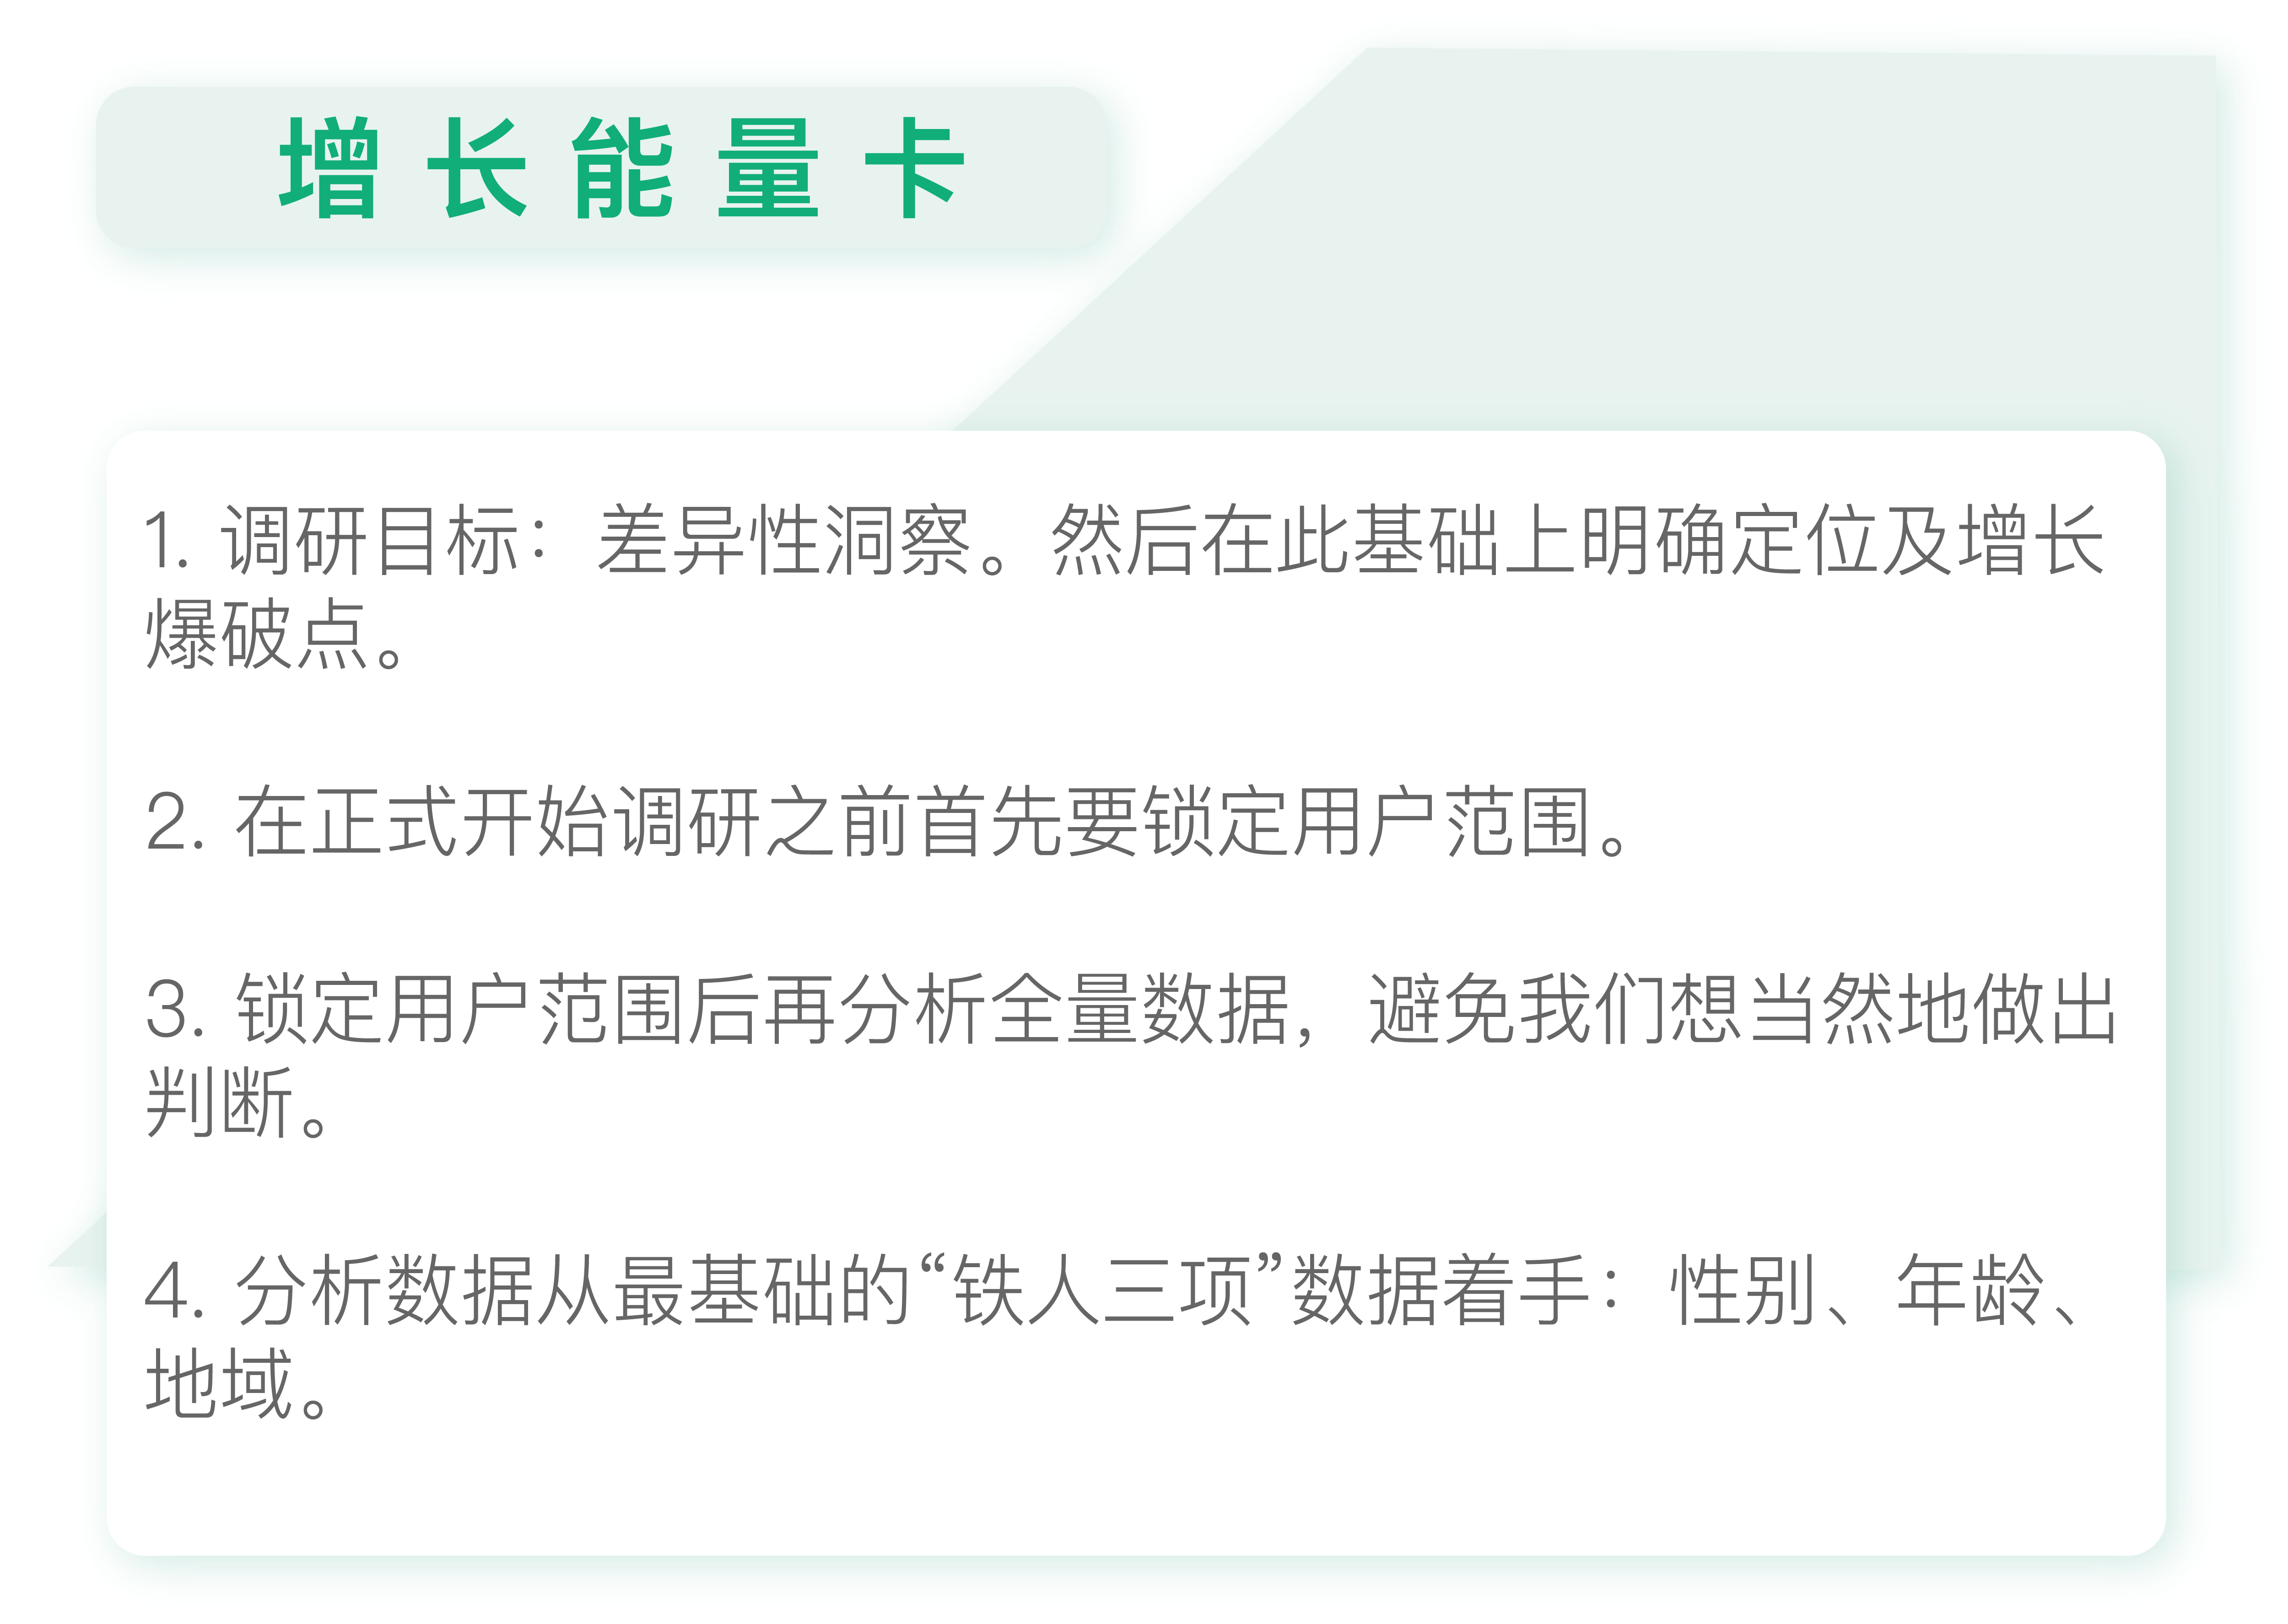 增长能量卡
1. 调研目标：差异性洞察。然后在此基础上明确定位及增长
爆破点。
2. 在正式开始调研之前首先要锁定用户范围。
3. 锁定用户范围后再分析全量数据，避免我们想当然地做出
判断。
4. 分析数据从最基础的“铁人三项”数据着手：性别、年龄、
地域。